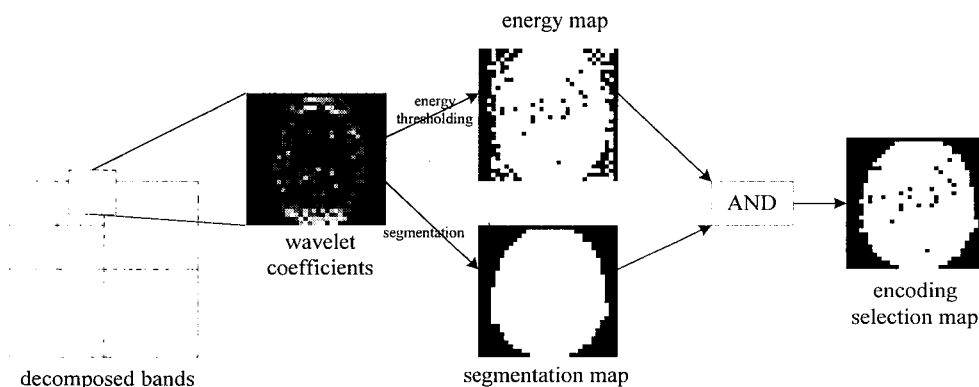 energy map
energy
thresholding
segmentation
wavelet
coefficients
AND
encoding
selection map
decomposed bands
segmentation map